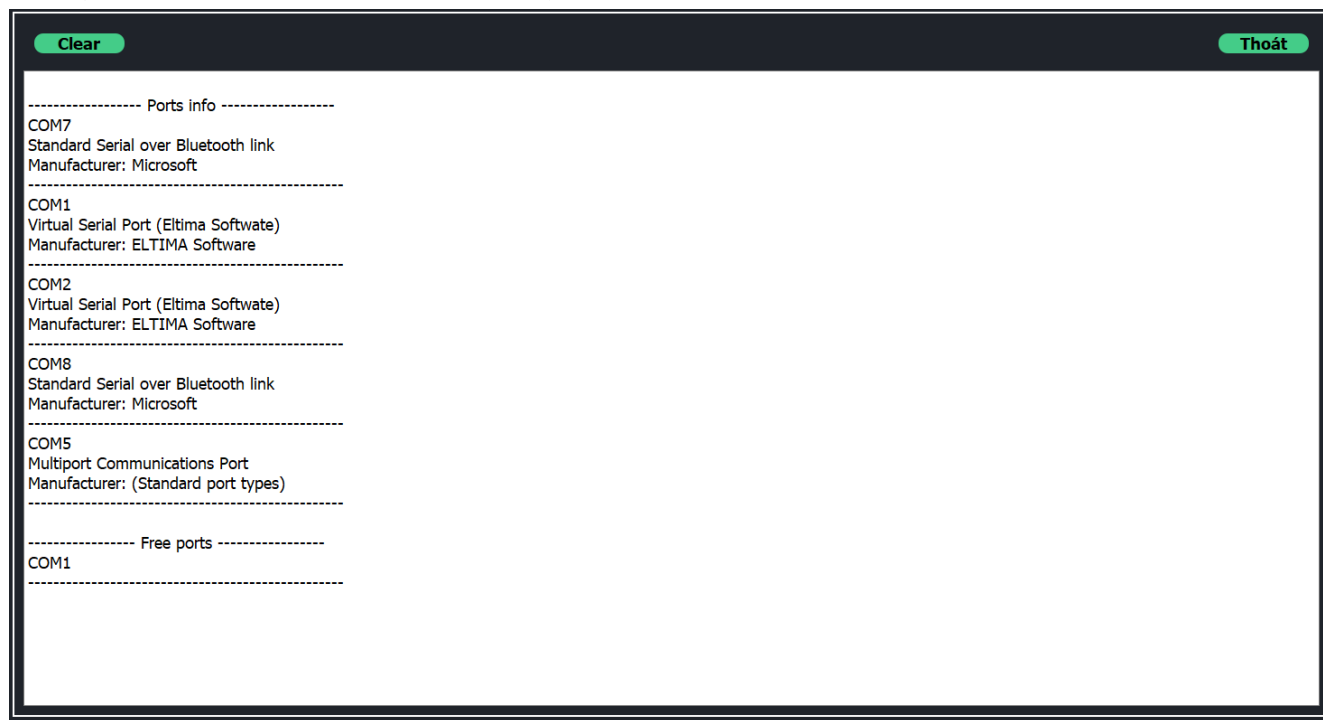 Clear
Thoát
------------------ Ports info ------------------
COM7
Standard Serial over Bluetooth link
Manufacturer: Microsoft
--------------------------------------------------
COM1
Virtual Serial Port (Eltima Softwate)
Manufacturer: ELTIMA Software
--------------------------------------------------
COM2
Virtual Serial Port (Eltima Softwate)
Manufacturer: ELTIMA Software
--------------------------------------------------
COM8
Standard Serial over Bluetooth link
Manufacturer: Microsoft
--------------------------------------------------
COM5
Multiport Communications Port
Manufacturer: (Standard port types)
--------------------------------------------------
----------------- Free ports -----------------
COM1
--------------------------------------------------